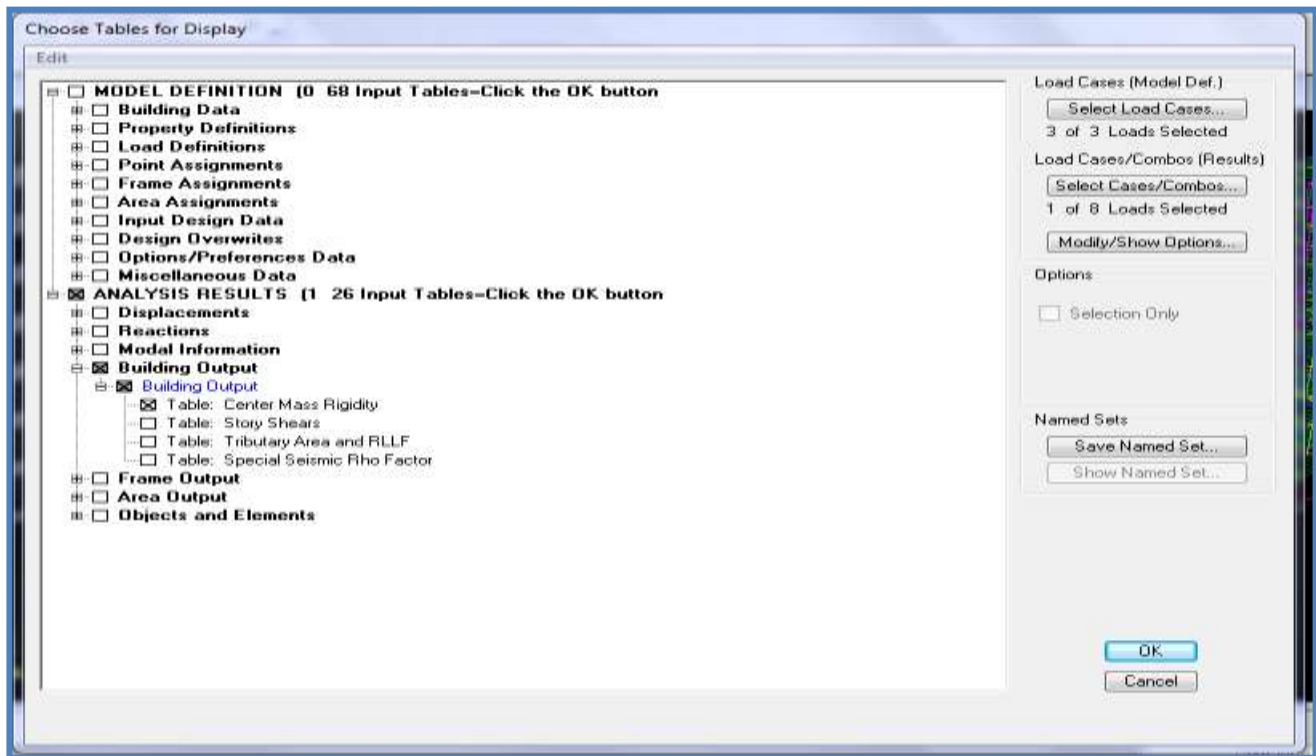 Choose Tables for Display
Edit
MODEL DEFINITION (0 68 Input Tables=Click the OK button
Building Data
Property Definitions
Load Definitions
Point Assignments
Frame Assignments
Area Assignments
Input Design Data
Design Overwrites
Options/Preferences Data
Miscellaneous Data
ANALYSIS RESULTS (1 26 Input Tables=Click the OK button
Displacements
Reactions
Modal Information
Building Output
Building Output
Table: Center Mass Rigidity
Table: Story Shears
Table: Tributary Area and RLLF
Table: Special Seismic Rho Factor
Frame Output
Area Output
Objects and Elements
Load Cases (Model Def.)
Select Load Cases...
3 of 3 Loads Selected
Load Cases/Combos (Results)
Select Cases/Combos...
1 of 8 Loads Selected
Modify/Show Options...
Options
Selection Only
Named Sets
Save Named Set...
Show Named Set...
OK
Cancel